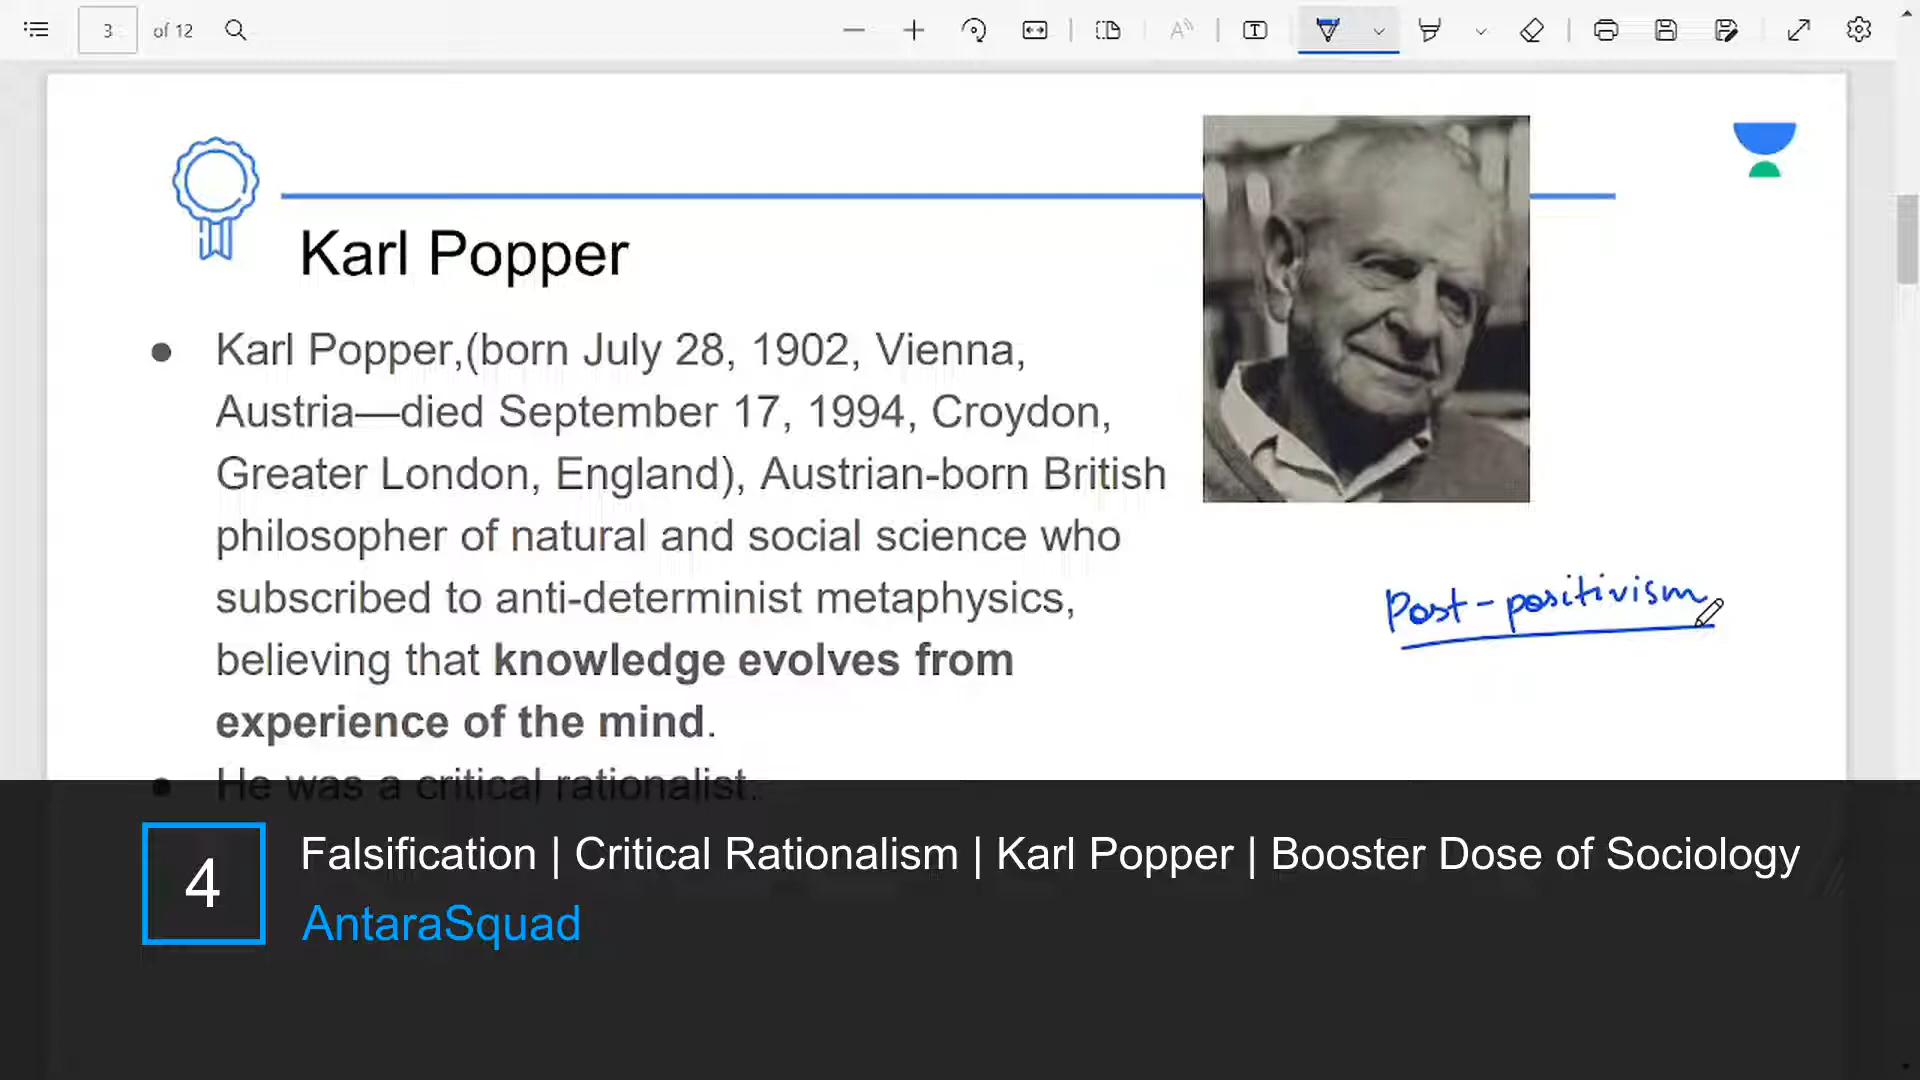 3 of 12
Karl Popper
Karl Popper,(born July 28, 1902, Vienna,
Austria—died September 17, 1994, Croydon,
Greater London, England), Austrian-born British
philosopher of natural and social science who
subscribed to anti-determinist metaphysics,
believing that knowledge evolves from
experience of the mind.
Post-positivism
He was a critical rationalist.
4
Falsification | Critical Rationalism | Karl Popper | Booster Dose of Sociology
AntaraSquad